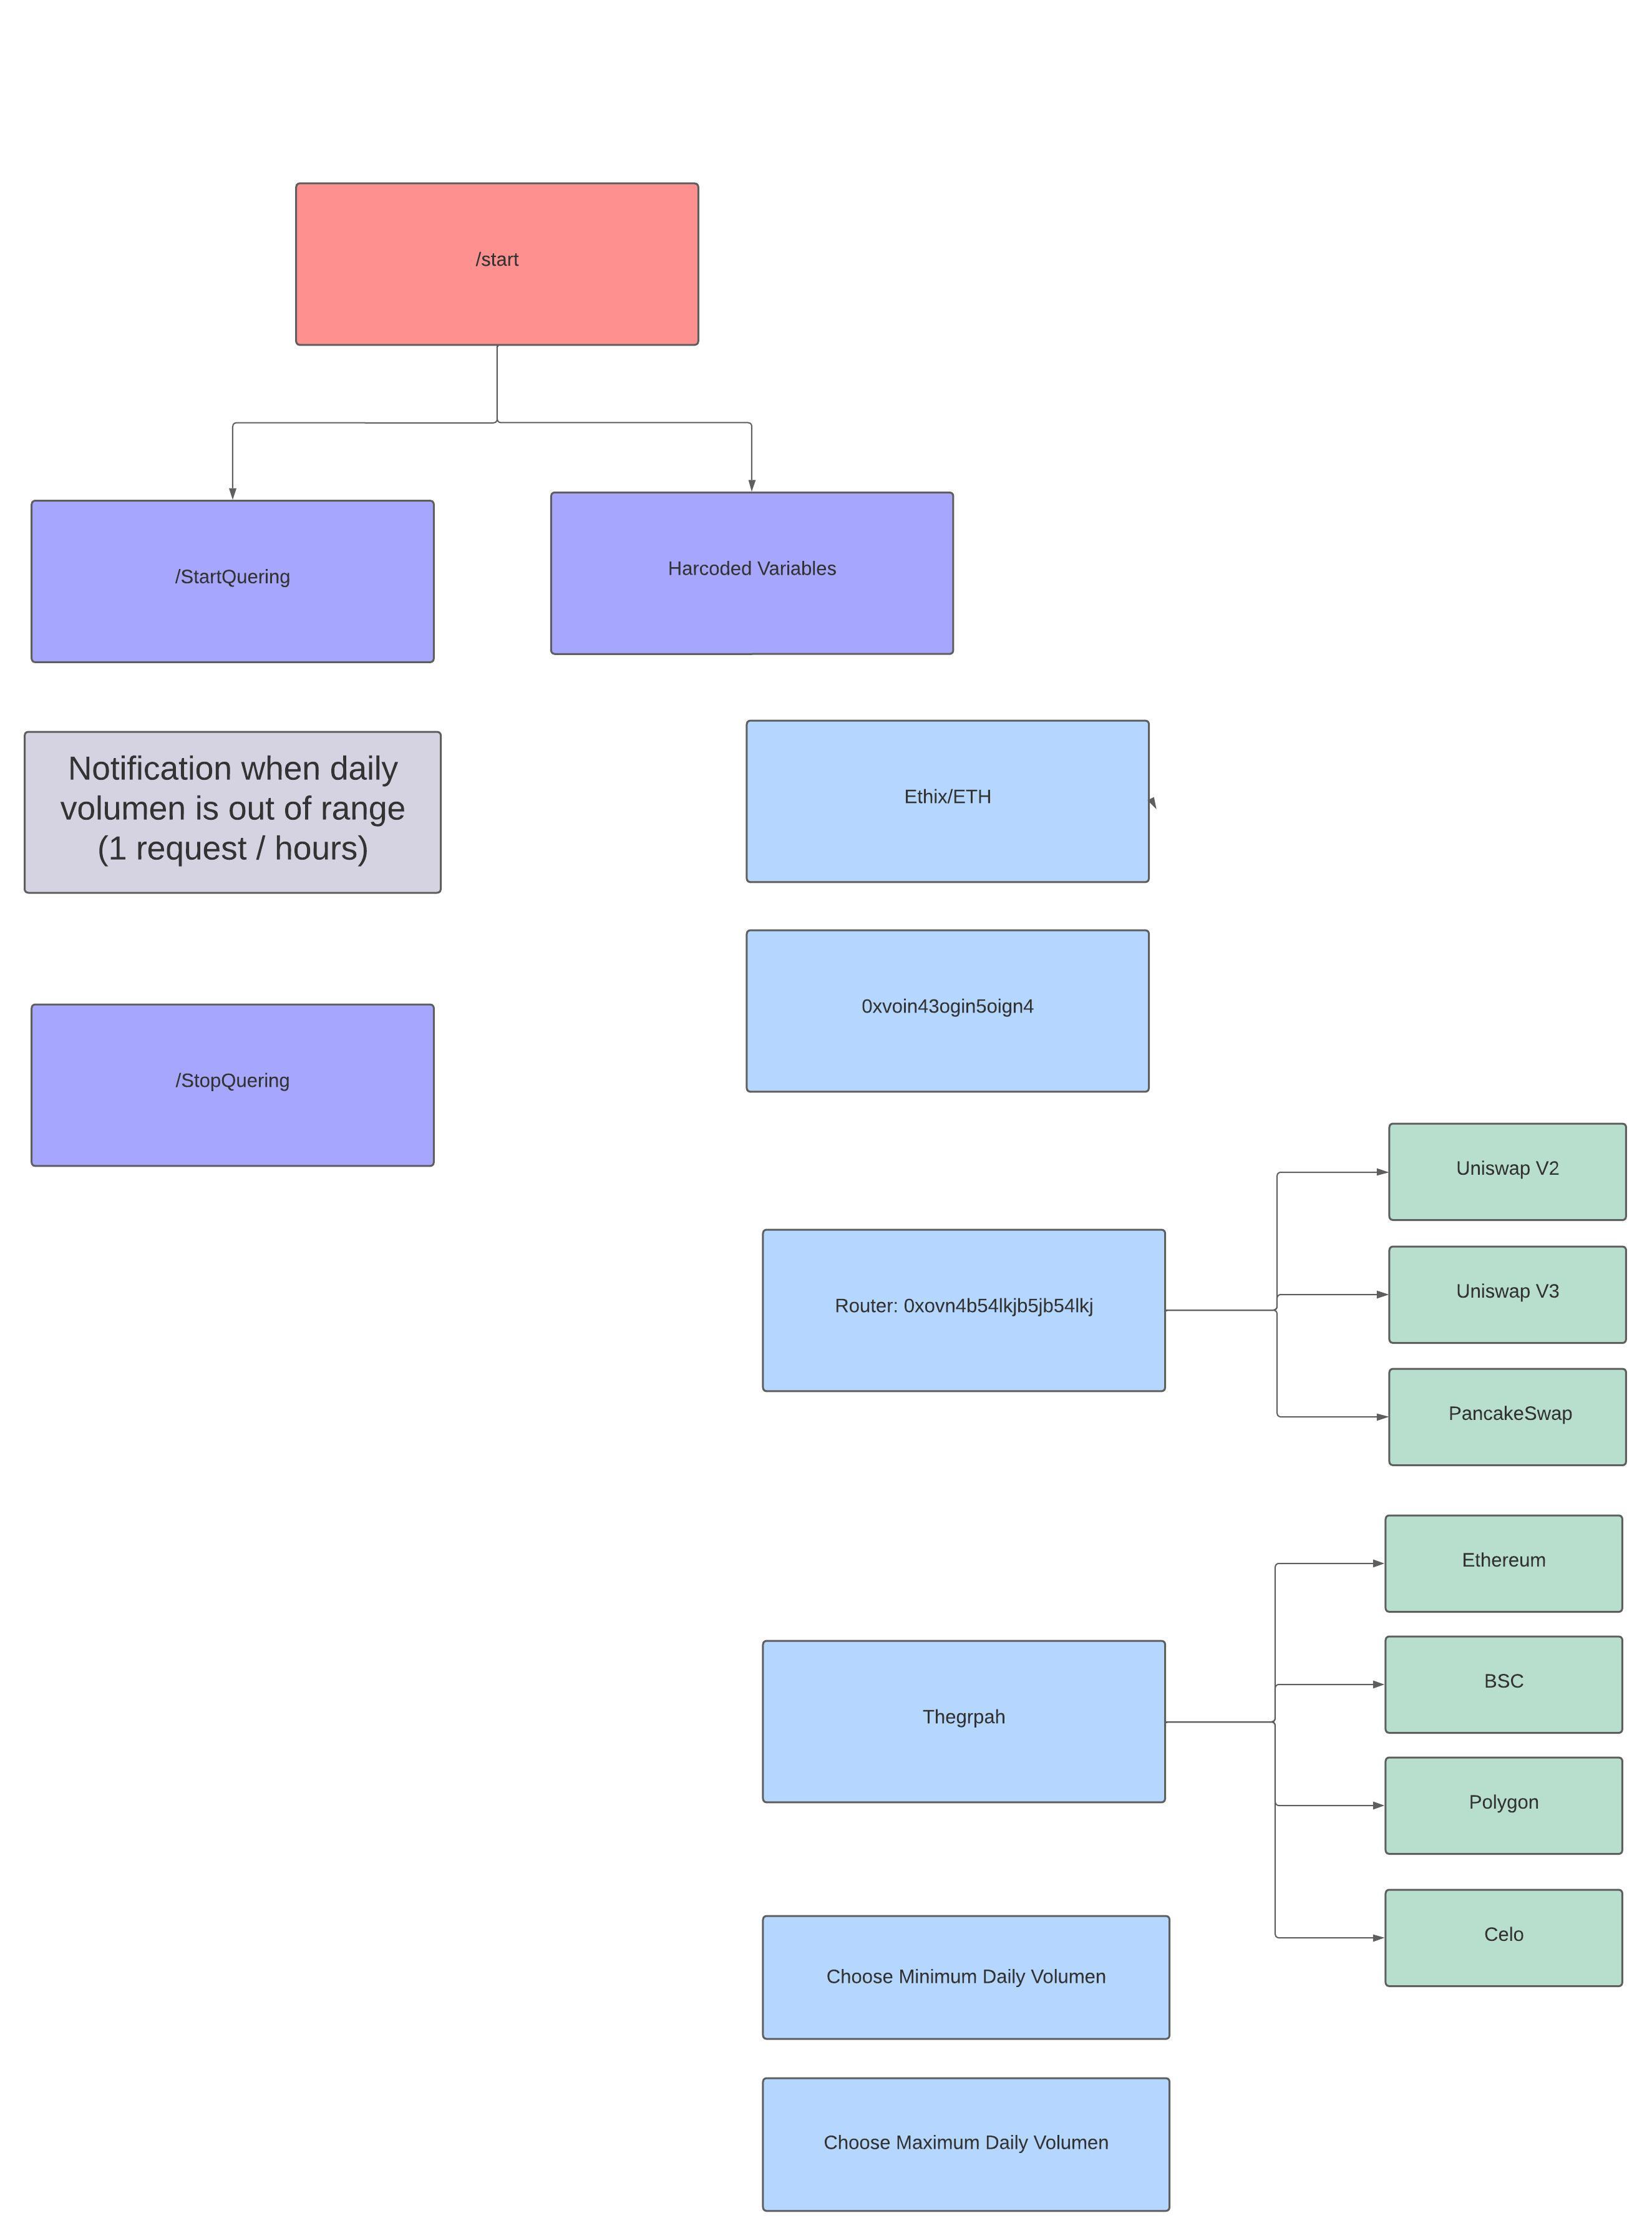 /start
/StartQuering
Harcoded Variables
Notification when daily
volumen is out of range
(1 request / hours)
Ethix/ETH
0xvoin43ogin5oign4
/StopQuering
Uniswap V2
Uniswap V3
Router: 0xovn4b54lkjb5jb54lkj
PancakeSwap
Ethereum
BSC
Thegrpah
Polygon
Celo
Choose Minimum Daily Volumen
Choose Maximum Daily Volumen